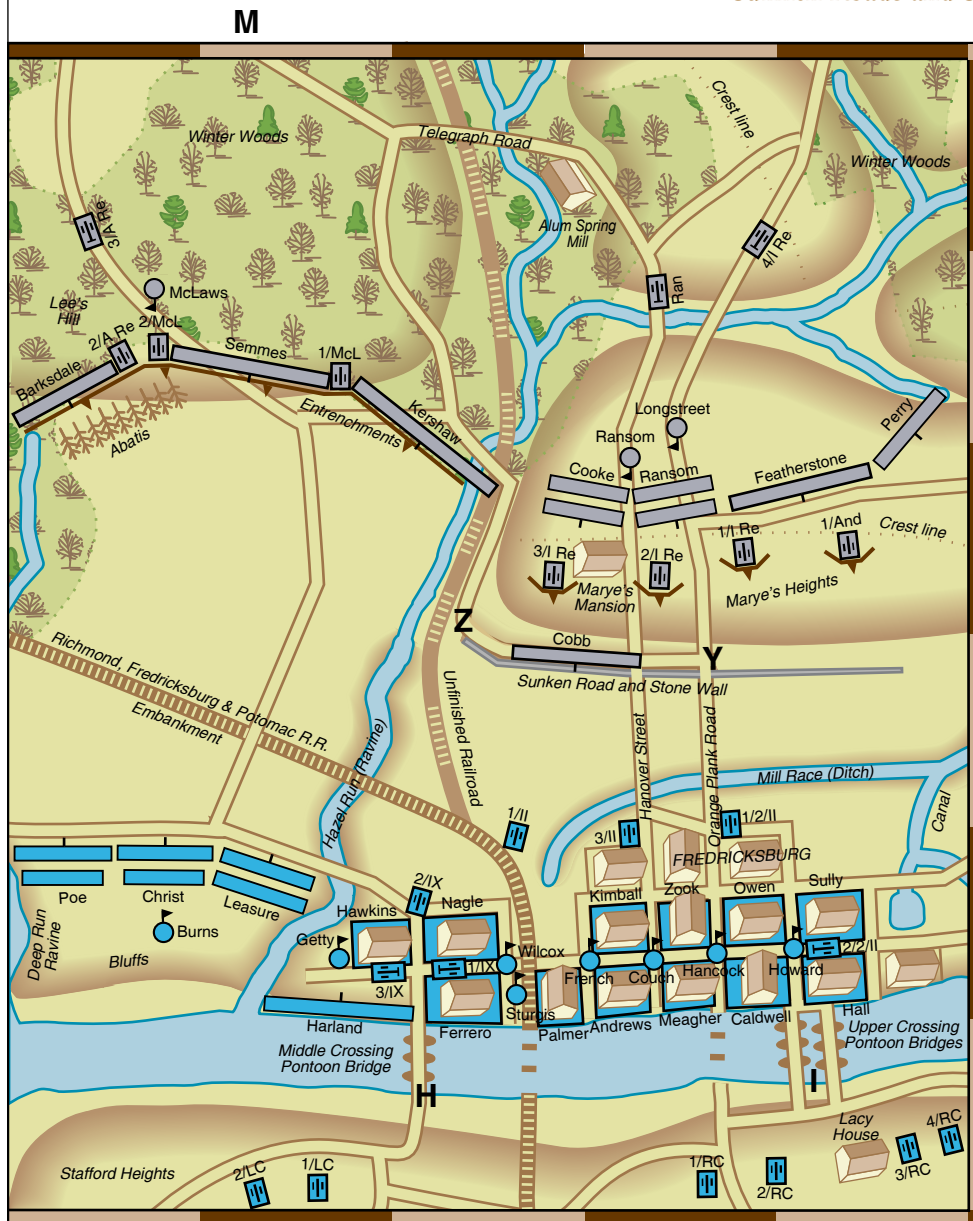 M
Winter Woods
Telegraph Road
Crest line
Winter Woods
3/A Re
Alum Spring
Mill
4/I Re
Ran
McLaws
Lee's
Hill
2/McL
2/A Re
Semmes
1/McL
Barksdale
Kershaw
Entrenchments
Abatis
Longstreet
Ransom
Perry
Cooke
Ransom
Featherstone
3/I Re
2/I Re
1/I Re
1/And
Crest line
Marye's
Mansion
Marye's Heights
Z
Cobb
Y
Sunken Road and Stone Wall
Richmond, Fredricksburg & Potomac R.R.
Embankment
Unfinished Railroad
Hanover Street
Orange Plank Road
Hazel Run (Ravine)
Mill Race (Ditch)
Canal
1/II
3/II
1/2/II
FREDRICKSBURG
Poe
Christ
Leasure
Burns
Deep Run
Ravine
Bluffs
2/IX
Hawkins
Nagle
Getty
Kimball
Zook
Owen
Sully
Wilcox
1/IX
3/IX
French
Couch
Hancock
Howard
2/2/II
Sturgis
Harland
Ferrero
Palmer
Andrews
Meagher
Caldwell
Hall
Middle Crossing
Pontoon Bridge
Upper Crossing
Pontoon Bridges
H
I
Lacy
House
Stafford Heights
2/LC
1/LC
1/RC
2/RC
3/RC
4/RC